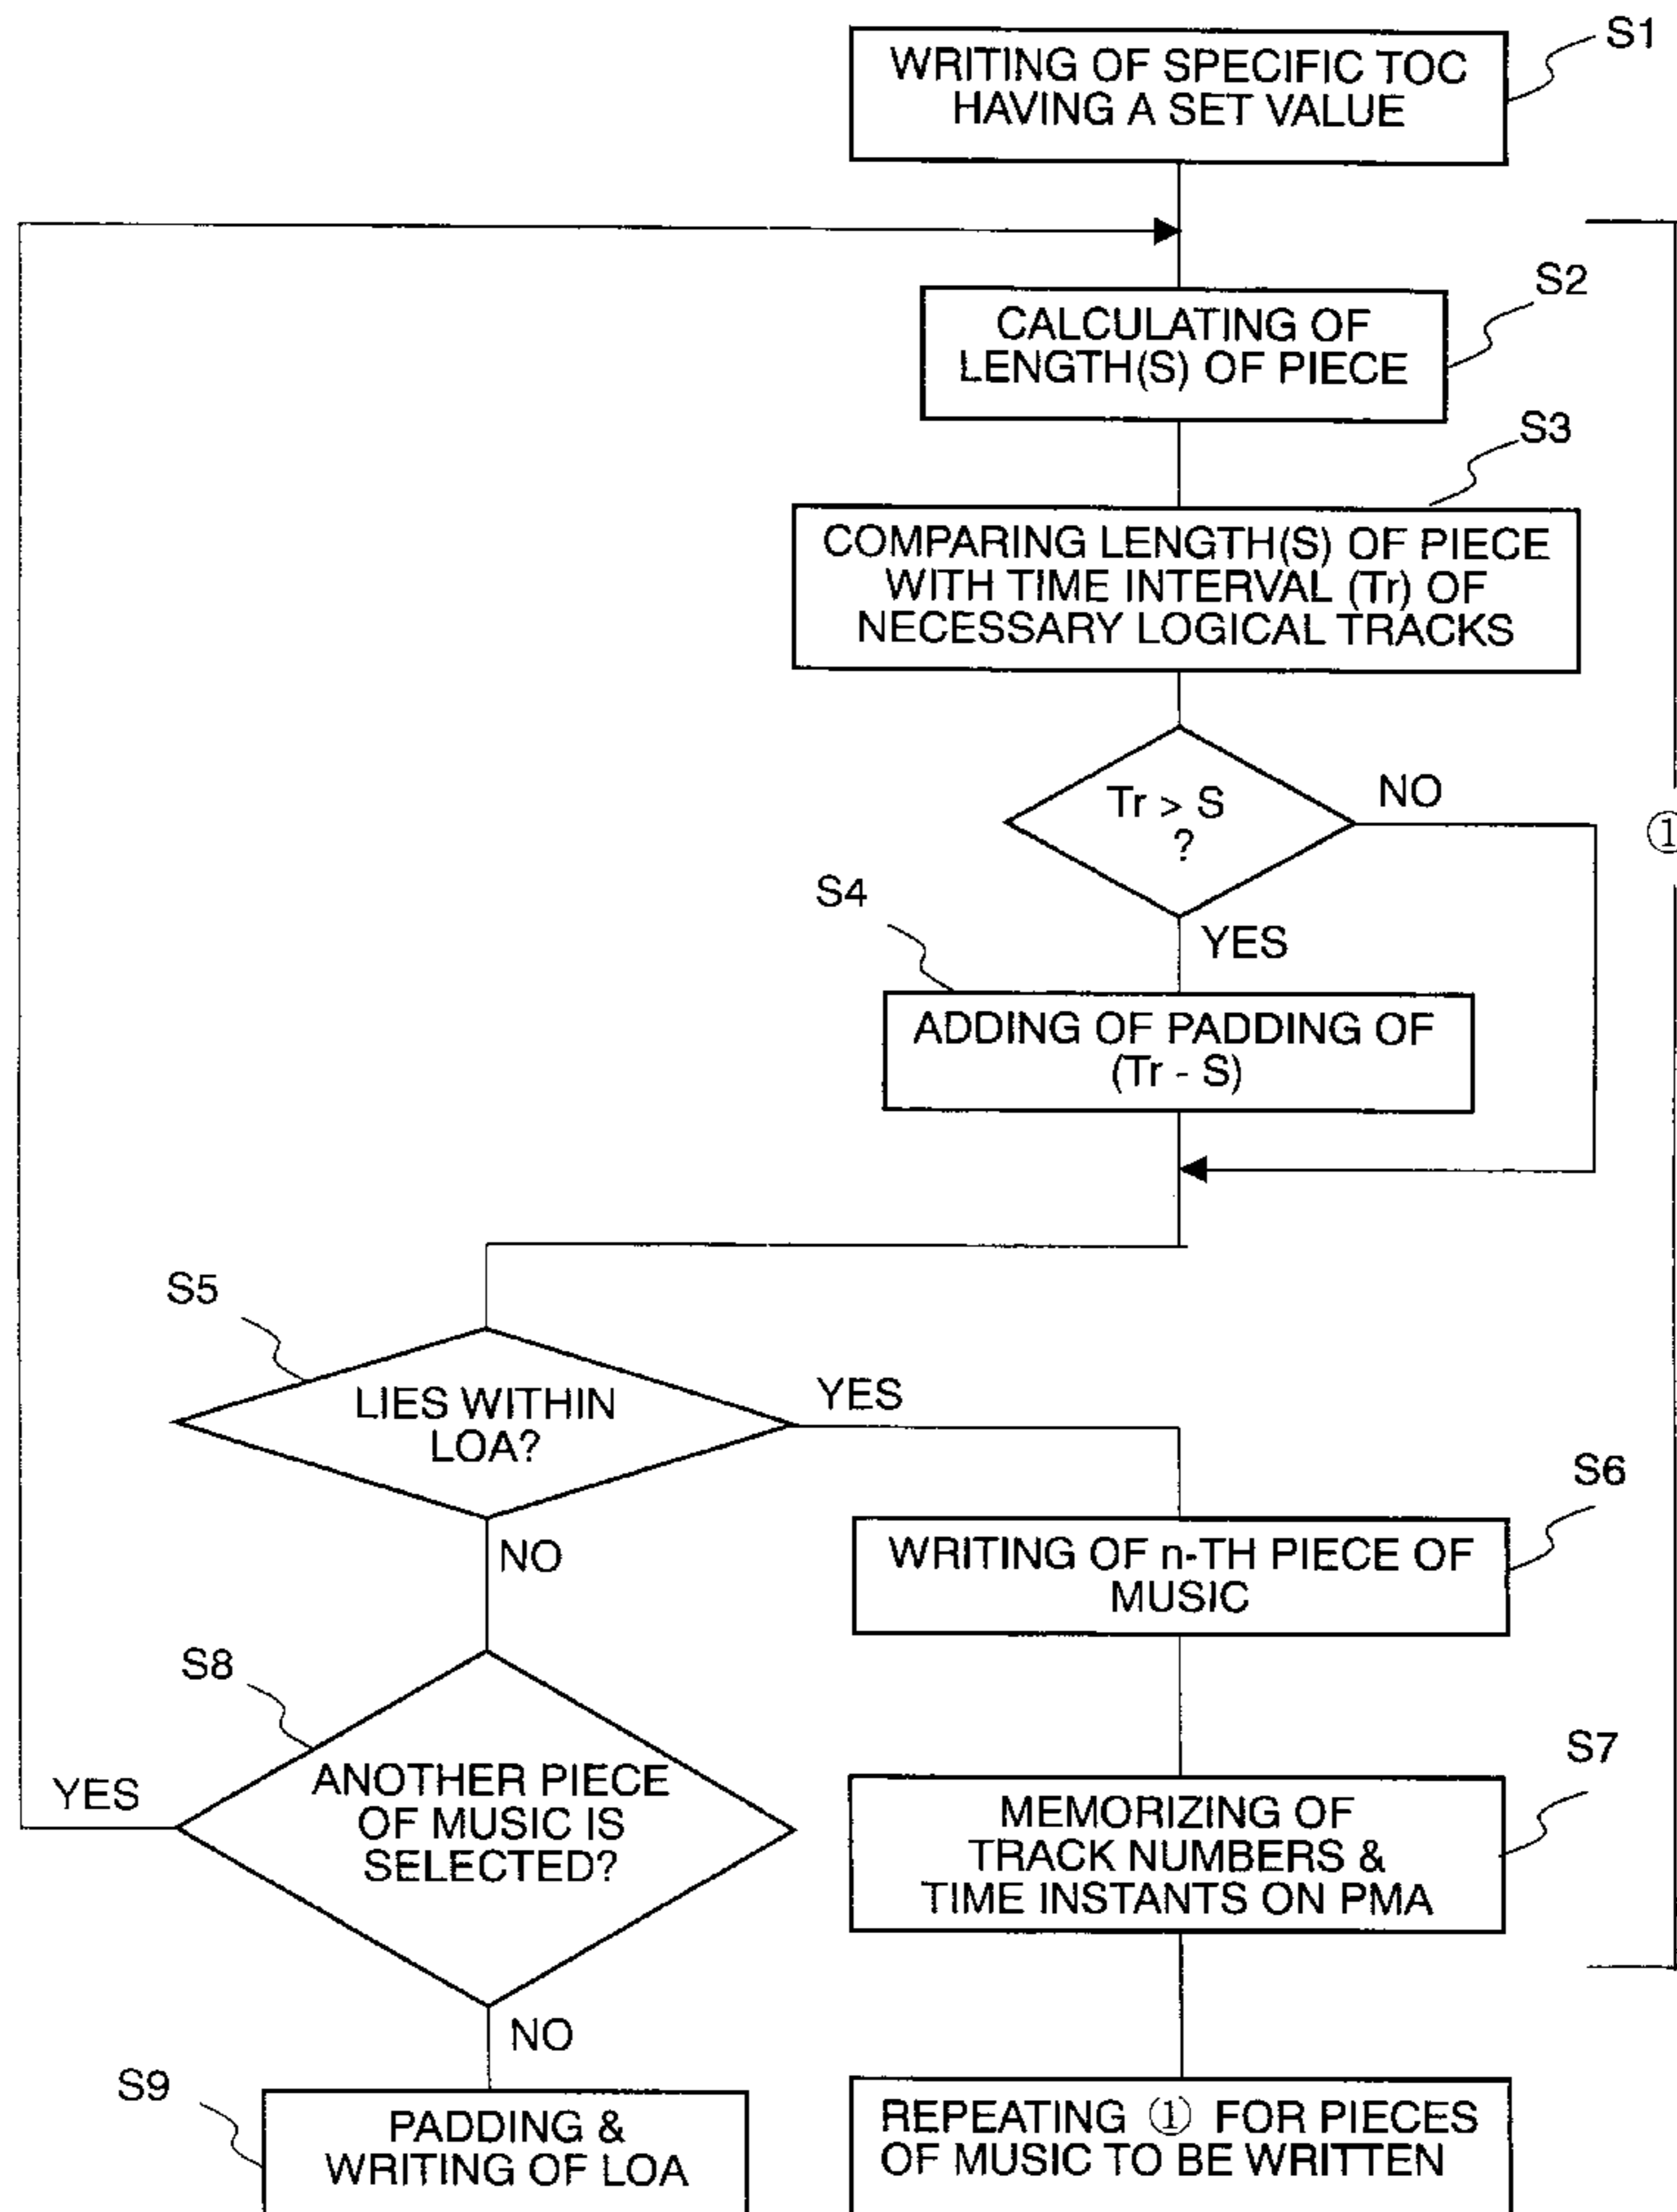 S1
WRITING OF SPECIFIC TOC
HAVING A SET VALUE
S2
CALCULATING OF
LENGTH(S) OF PIECE
S3
COMPARING LENGTH(S) OF PIECE
WITH TIME INTERVAL (Tr) OF
NECESSARY LOGICAL TRACKS
Tr > S
?
NO
①
YES
S4
ADDING OF PADDING OF
(Tr - S)
S5
LIES WITHIN
LOA?
YES
NO
S6
WRITING OF n-TH PIECE OF
MUSIC
S8
ANOTHER PIECE
OF MUSIC IS
SELECTED?
YES
NO
S7
MEMORIZING OF
TRACK NUMBERS &
TIME INSTANTS ON PMA
S9
PADDING &
WRITING OF LOA
REPEATING ① FOR PIECES
OF MUSIC TO BE WRITTEN